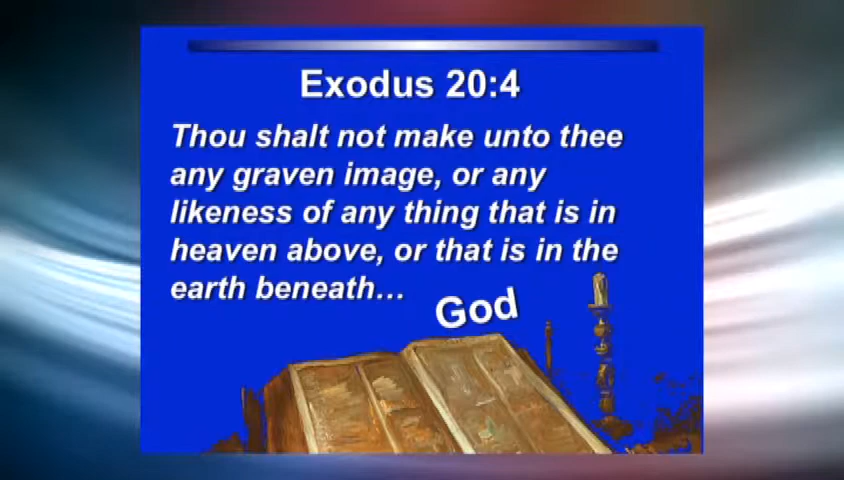 Exodus 20:4
Thou shalt not make unto thee
any graven image, or any
likeness of any thing that is in
heaven above, or that is in the
earth beneath…
God